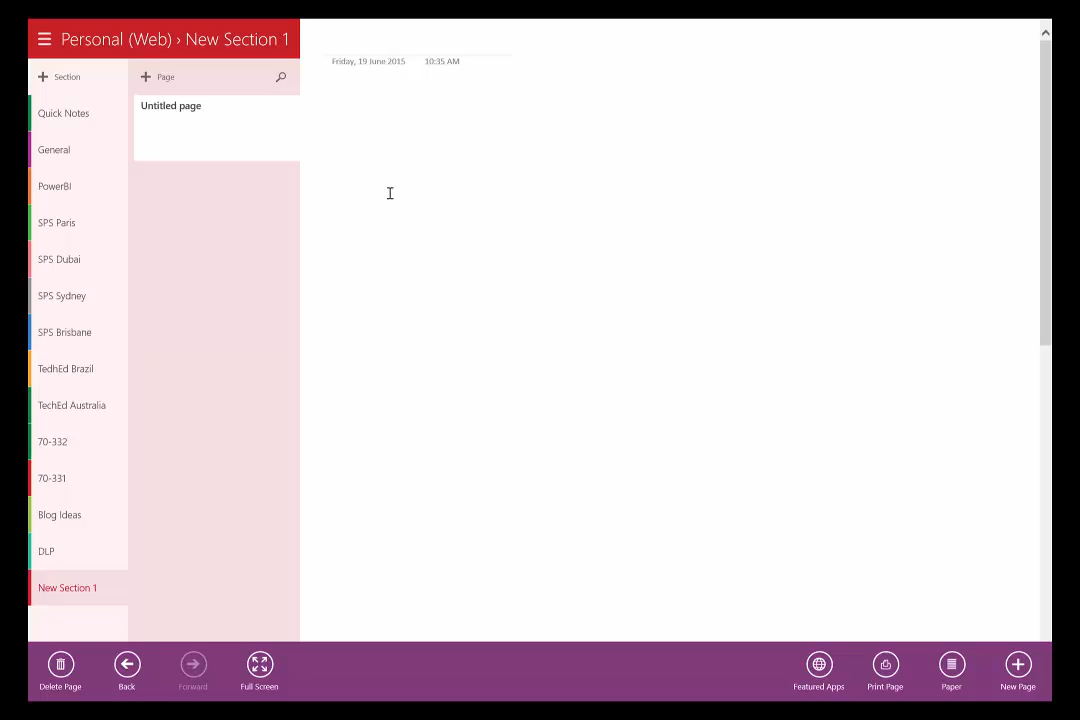 Personal (Web) › New Section 1
Section
Page
Quick Notes
General
PowerBI
SPS Paris
SPS Dubai
SPS Sydney
SPS Brisbane
TedhEd Brazil
TechEd Australia
70-332
70-331
Blog Ideas
DLP
New Section 1
Untitled page
Friday, 19 June 2015 10:35 AM
Delete Page
Back
Forward
Full Screen
Featured Apps
Print Page
Paper
New Page